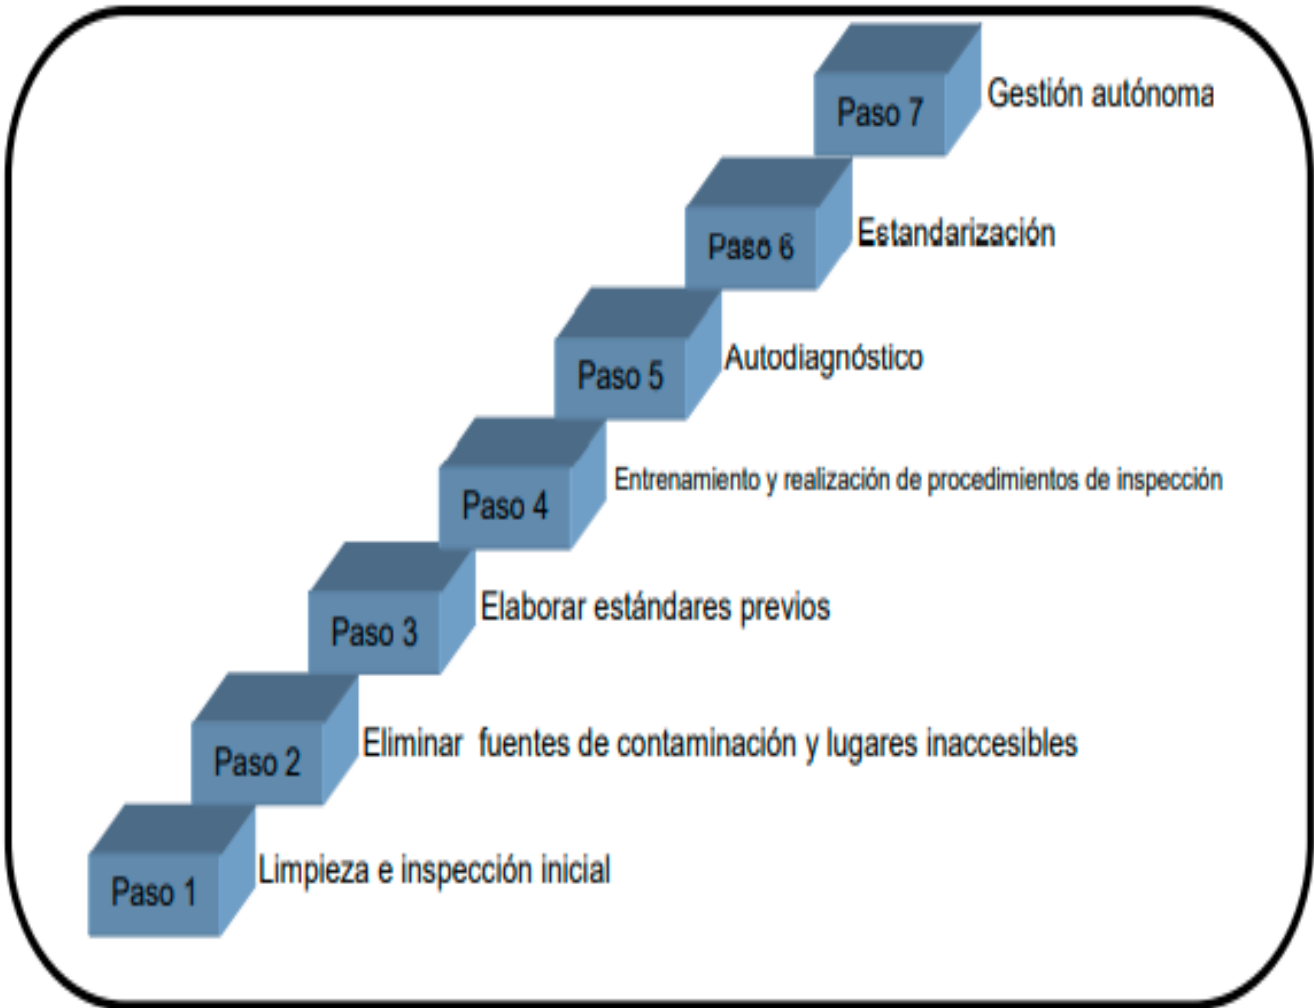 Paso 7 Gestión autónoma
Paso 6 Estandarización
Paso 5 Autodiagnóstico
Paso 4 Entrenamiento y realización de procedimientos de inspección
Paso 3 Elaborar estándares previos
Paso 2 Eliminar fuentes de contaminación y lugares inaccesibles
Paso 1 Limpieza e inspección inicial